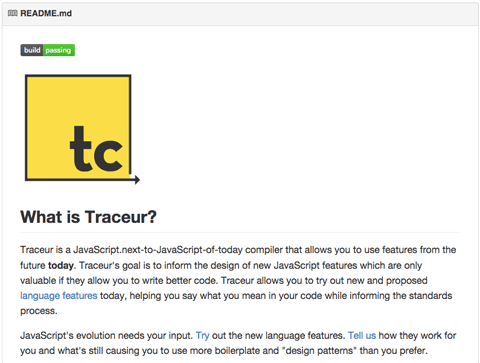 README.md
build passing
tc
What is Traceur?
Traceur is a JavaScript.next-to-JavaScript-of-today compiler that allows you to use features from the
future today. Traceur's goal is to inform the design of new JavaScript features which are only
valuable if they allow you to write better code. Traceur allows you to try out new and proposed
language features today, helping you say what you mean in your code while informing the standards
process.
JavaScript's evolution needs your input. Try out the new language features. Tell us how they work for
you and what's still causing you to use more boilerplate and "design patterns" than you prefer.